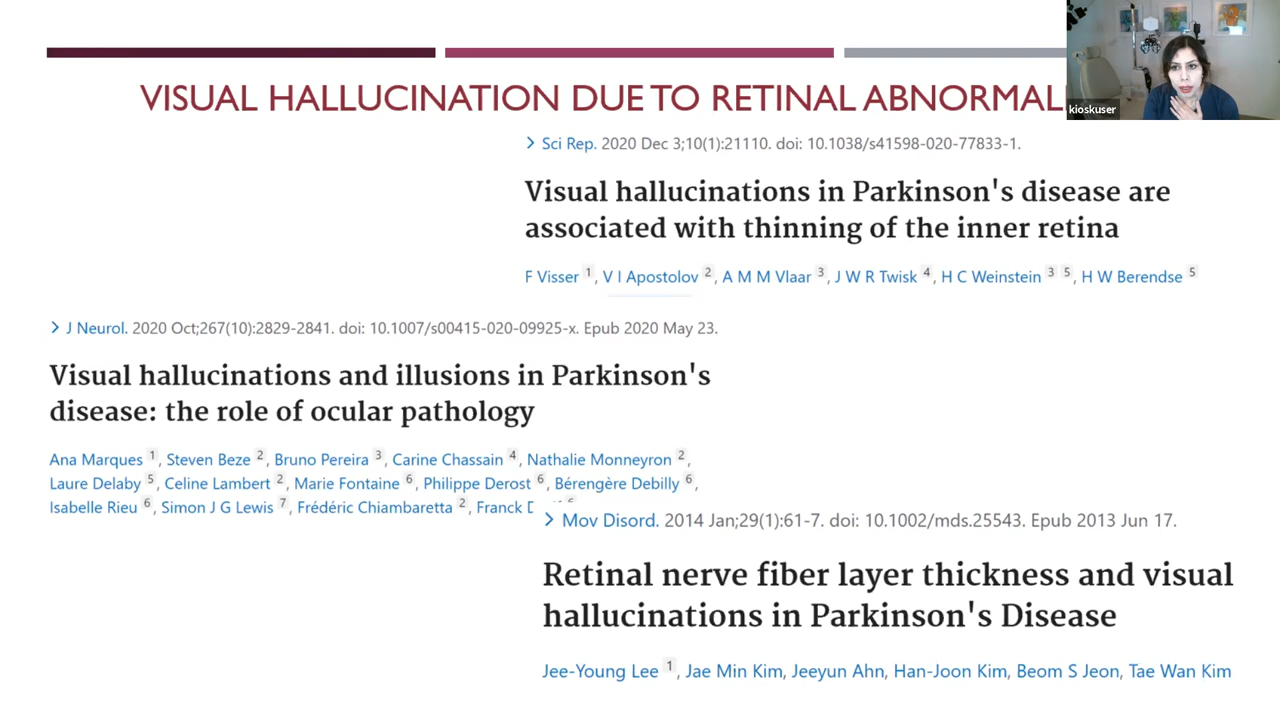 VISUAL HALLUCINATION DUE TO RETINAL ABNORMAL
kioskuser
Sci Rep. 2020 Dec 3;10(1):21110. doi: 10.1038/s41598-020-77833-1.
Visual hallucinations in Parkinson's disease are
associated with thinning of the inner retina
F Visser 1, V I Apostolov 2, A M M Vlaar 3, J W R Twisk 4, H C Weinstein 3 5, H W Berendse 5
J Neurol. 2020 Oct;267(10):2829-2841. doi: 10.1007/s00415-020-09925-x. Epub 2020 May 23.
Visual hallucinations and illusions in Parkinson's
disease: the role of ocular pathology
Ana Marques 1, Steven Beze 2, Bruno Pereira 3, Carine Chassain 4, Nathalie Monneyron 2,
Laure Delaby 5, Celine Lambert 2, Marie Fontaine 6, Philippe Derost 6, Bérengère Debilly 6,
Isabelle Rieu 6, Simon J G Lewis 7, Frédéric Chiambaretta 2, Franck
Mov Disord. 2014 Jan;29(1):61-7. doi: 10.1002/mds.25543. Epub 2013 Jun 17.
Retinal nerve fiber layer thickness and visual
hallucinations in Parkinson's Disease
Jee-Young Lee 1, Jae Min Kim, Jeeyun Ahn, Han-Joon Kim, Beom S Jeon, Tae Wan Kim